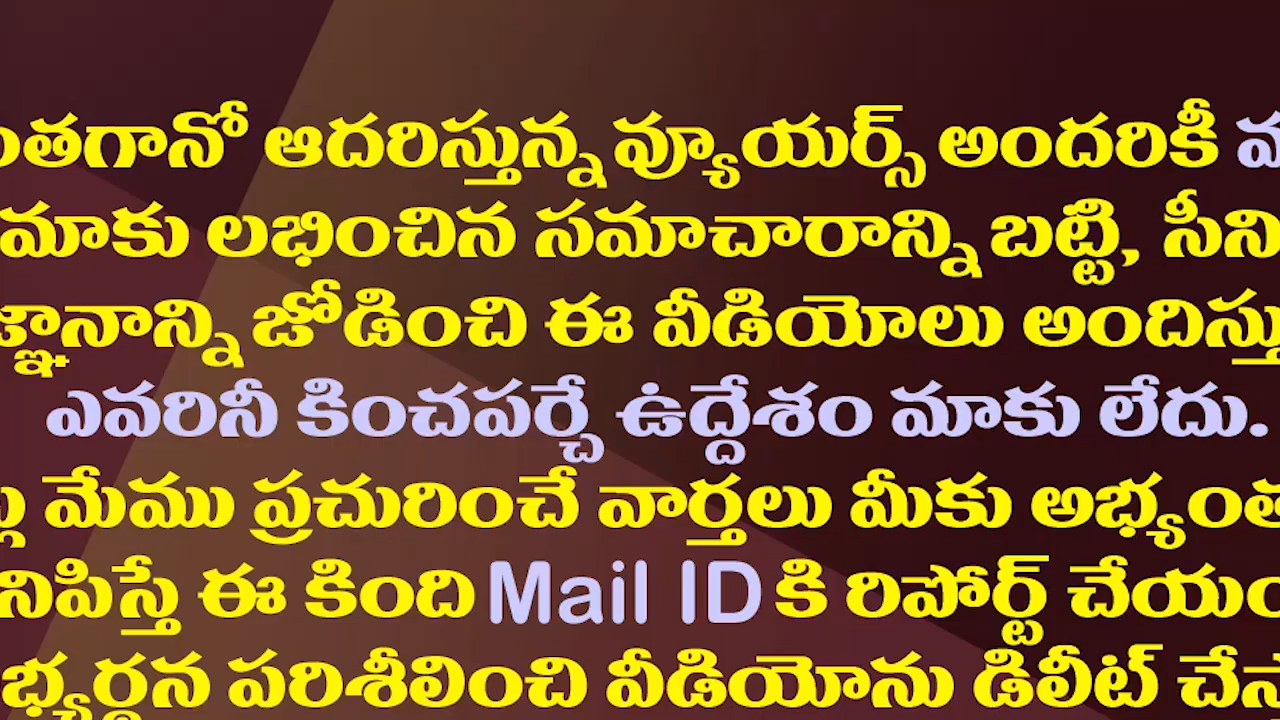 ంతగానో ఆదరిస్తున్న వ్యూయర్స్ అందరికీ
మాకు లభించిన సమాచారాన్ని బట్టి, సీని
జ్ఞానాన్ని జోడించి ఈ వీడియోలు అందిస్తు
ఎవరినీ కించపర్చే ఉద్దేశం మాకు లేదు.
మేము ప్రచురించే వార్తలు మీకు అభ్యంత
నిపిస్తే ఈ కింది Mail ID కి రిపోర్ట్ చేయం
భ్యర్థన పరిశీలించి వీడియోను డిలీట్ చేస